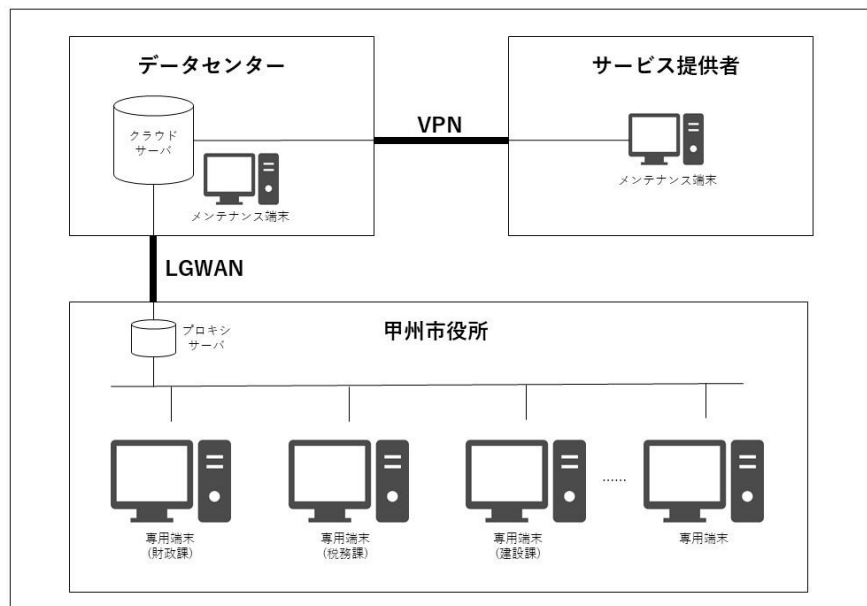 データセンター
サービス提供者
クラウド
サーバ
VPN
メンテナンス端末
メンテナンス端末
LGWAN
プロキシ
サーバ
甲州市役所
専用端末
(財政課)
専用端末
(税務課)
専用端末
(建設課)
……
専用端末